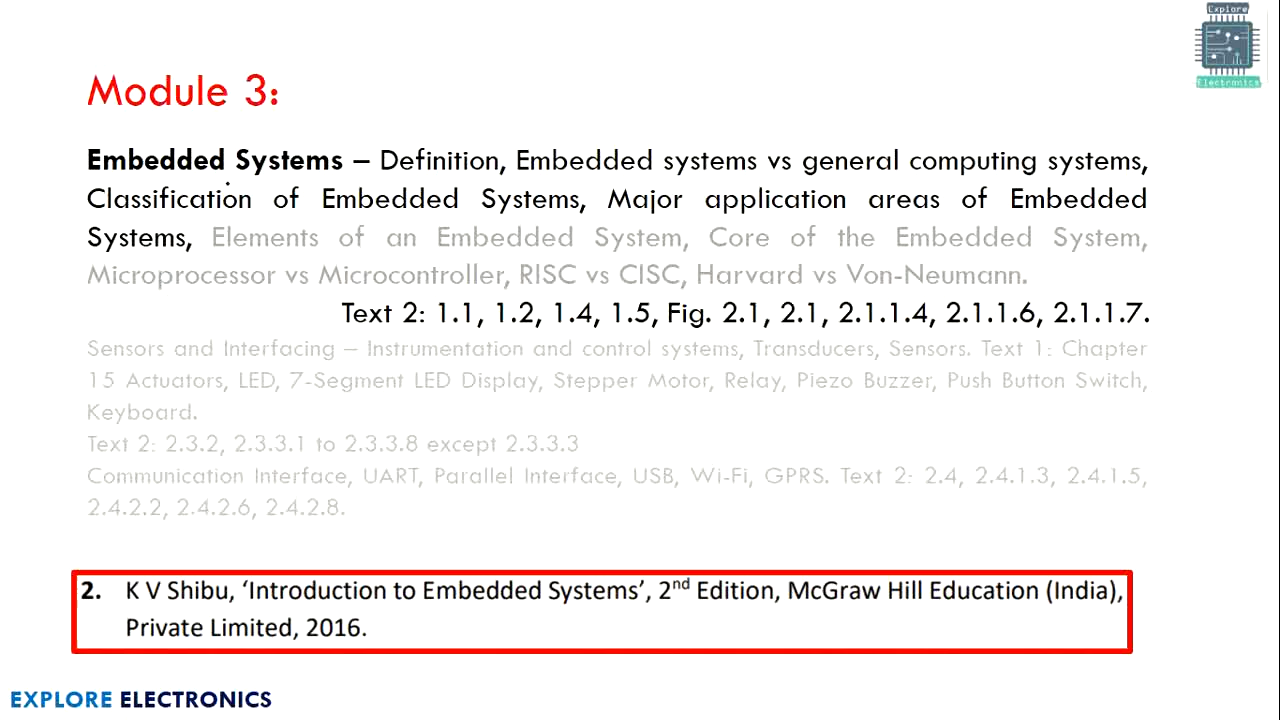 Explore
Electronics
Module 3:
Embedded Systems – Definition, Embedded systems vs general computing systems,
Classification of Embedded Systems, Major application areas of Embedded
Systems, Elements of an Embedded System, Core of the Embedded System,
Microprocessor vs Microcontroller, RISC vs CISC, Harvard vs Von-Neumann.
Text 2: 1.1, 1.2, 1.4, 1.5, Fig. 2.1, 2.1, 2.1.1.4, 2.1.1.6, 2.1.1.7.
Sensors and Interfacing – Instrumentation and control systems, Transducers, Sensors. Text 1: Chapter
15 Actuators, LED, 7-Segment LED Display, Stepper Motor, Relay, Piezo Buzzer, Push Button Switch,
Keyboard.
Text 2: 2.3.2, 2.3.3.1 to 2.3.3.8 except 2.3.3.3
Communication Interface, UART, Parallel Interface, USB, Wi-Fi, GPRS. Text 2: 2.4, 2.4.1.3, 2.4.1.5,
2.4.2.2, 2.4.2.6, 2.4.2.8.
2. K V Shibu, ‘Introduction to Embedded Systems’, 2nd Edition, McGraw Hill Education (India),
Private Limited, 2016.
EXPLORE ELECTRONICS